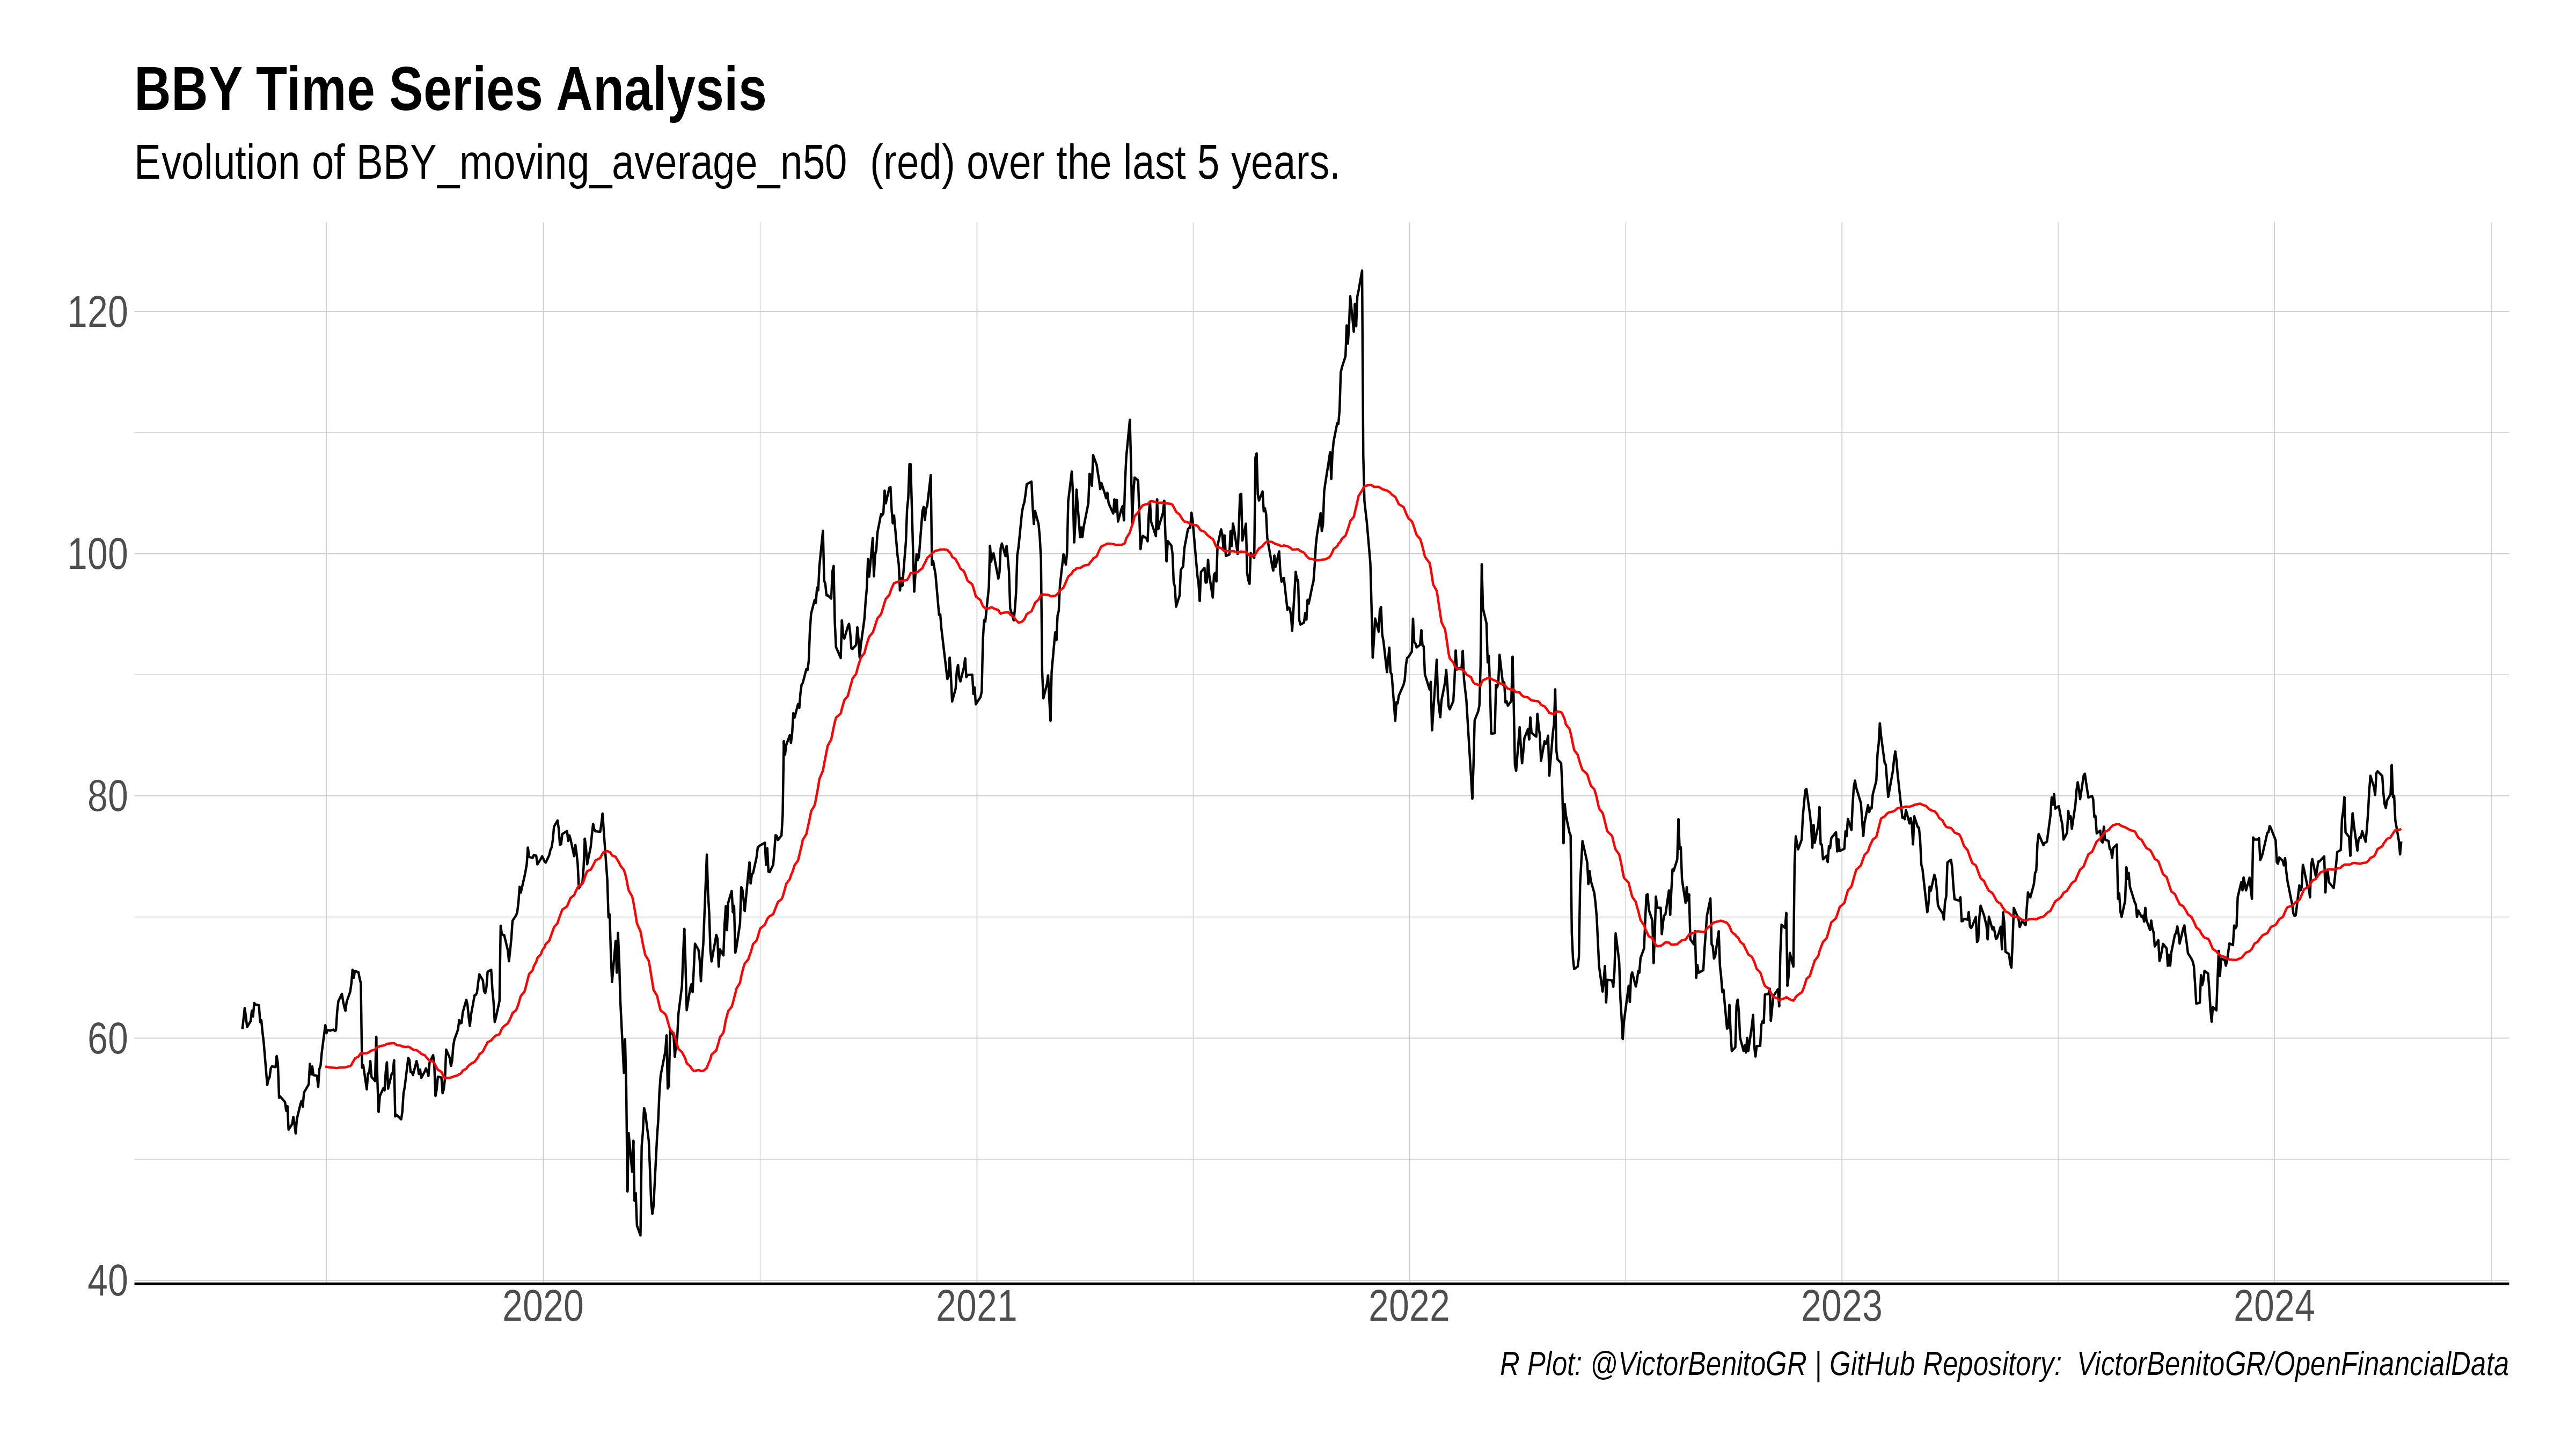 BBY Time Series Analysis
Evolution of BBY_moving_average_n50  (red) over the last 5 years.
120
100
80
60
40
2020 2021 2022 2023 2024
R Plot: @VictorBenitoGR | GitHub Repository:  VictorBenitoGR/OpenFinancialData